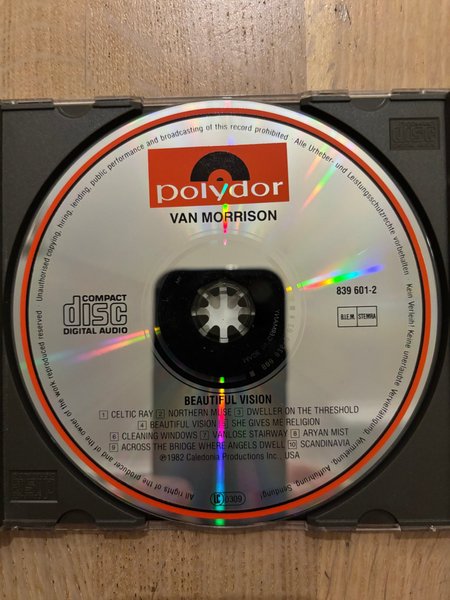 polydor
VAN MORRISON
839 601-2
COMPACT
disc
DIGITAL AUDIO
B.I.E.M. STEMRA
BEAUTIFUL VISION
1 CELTIC RAY 2 NORTHERN MUSE 3 DWELLER ON THE THRESHOLD
4 BEAUTIFUL VISION 5 SHE GIVES ME RELIGION
6 CLEANING WINDOWS 7 VANLOSE STAIRWAY 8 ARYAN MIST
9 ACROSS THE BRIDGE WHERE ANGELS DWELL 10 SCANDINAVIA
℗1982 Caledonia Productions Inc. USA
LC 0309
All rights of the producer and of the owner of the work reproduced reserved · Unauthorised copying, hiring, lending, public performance and broadcasting of this record prohibited · Alle Urheber- und Leistungsschutzrechte vorbehalten · Kein Verleih! Keine unerlaubte Vervielfältigung, Vermietung, Aufführung, Sendung!